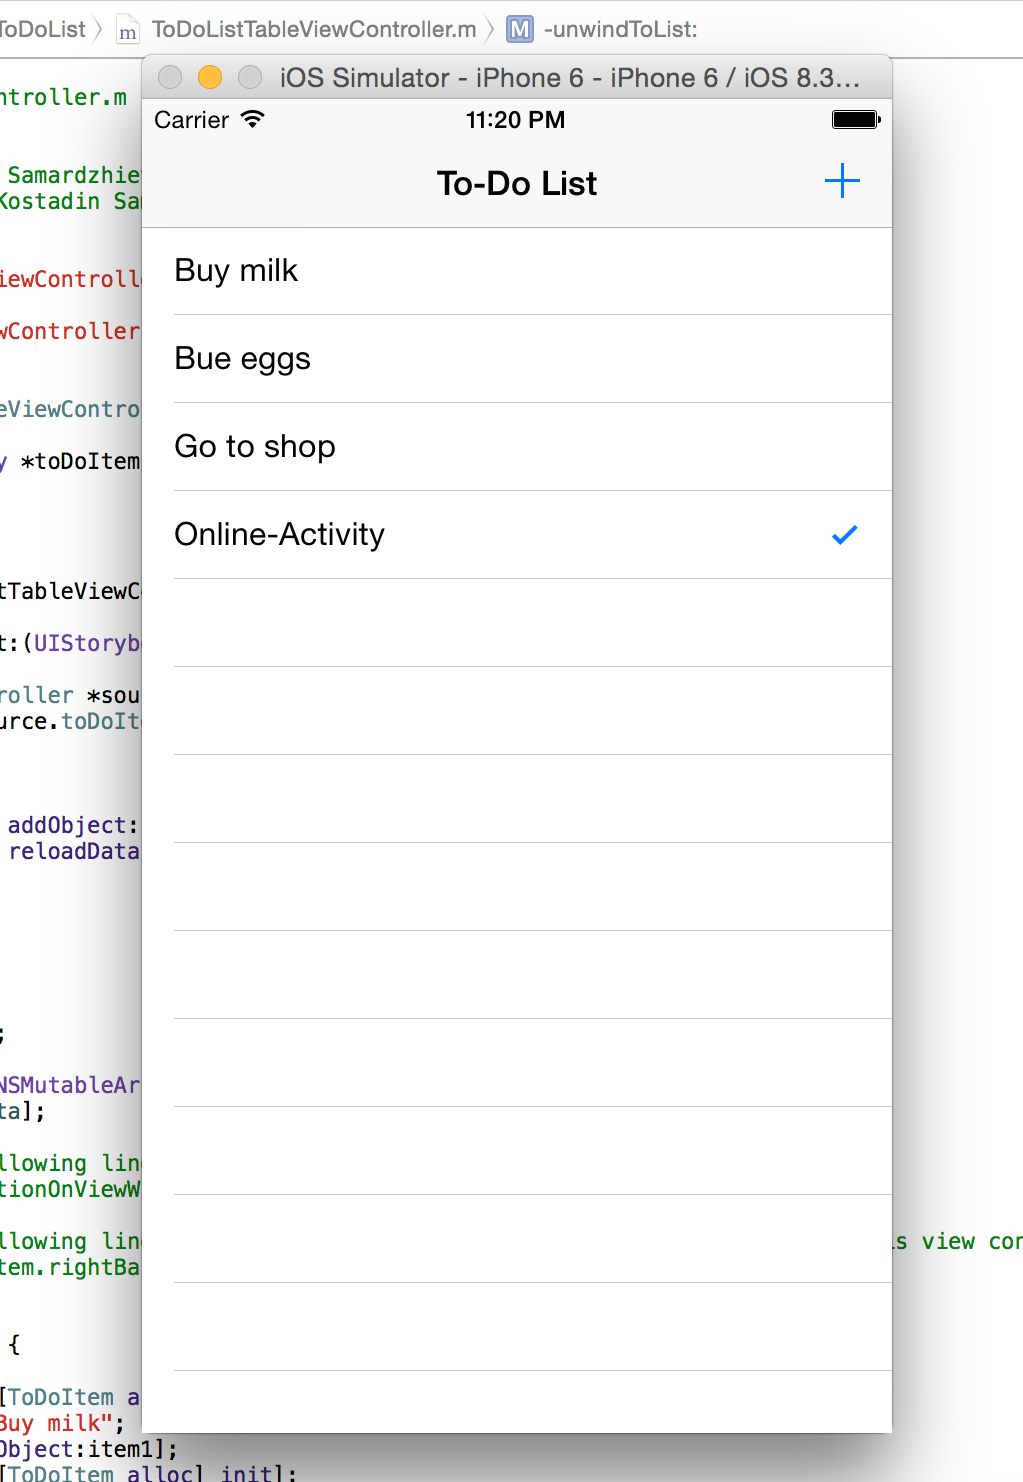 ToDoList ToDoListTableViewController.m M -unwindToList:
iOS Simulator - iPhone 6 - iPhone 6 / iOS 8.3...
ntroller.m
Carrier 11:20 PM
Samardzhie
To-Do List
Kostadin Sa
Buy milk
iewControll
wController
Bue eggs
eViewContro
Go to shop
y *toDoItem
Online-Activity
tTableViewC
t:(UIStoryb
roller *sou
urce.toDoIt
addObject:
reloadData
;
NSMutableAr
ta];
llowing lin
tionOnViewW
llowing lin s view con
tem.rightBa
{
[ToDoItem a
Buy milk";
Object:item1];
[ToDoItem alloc] init];